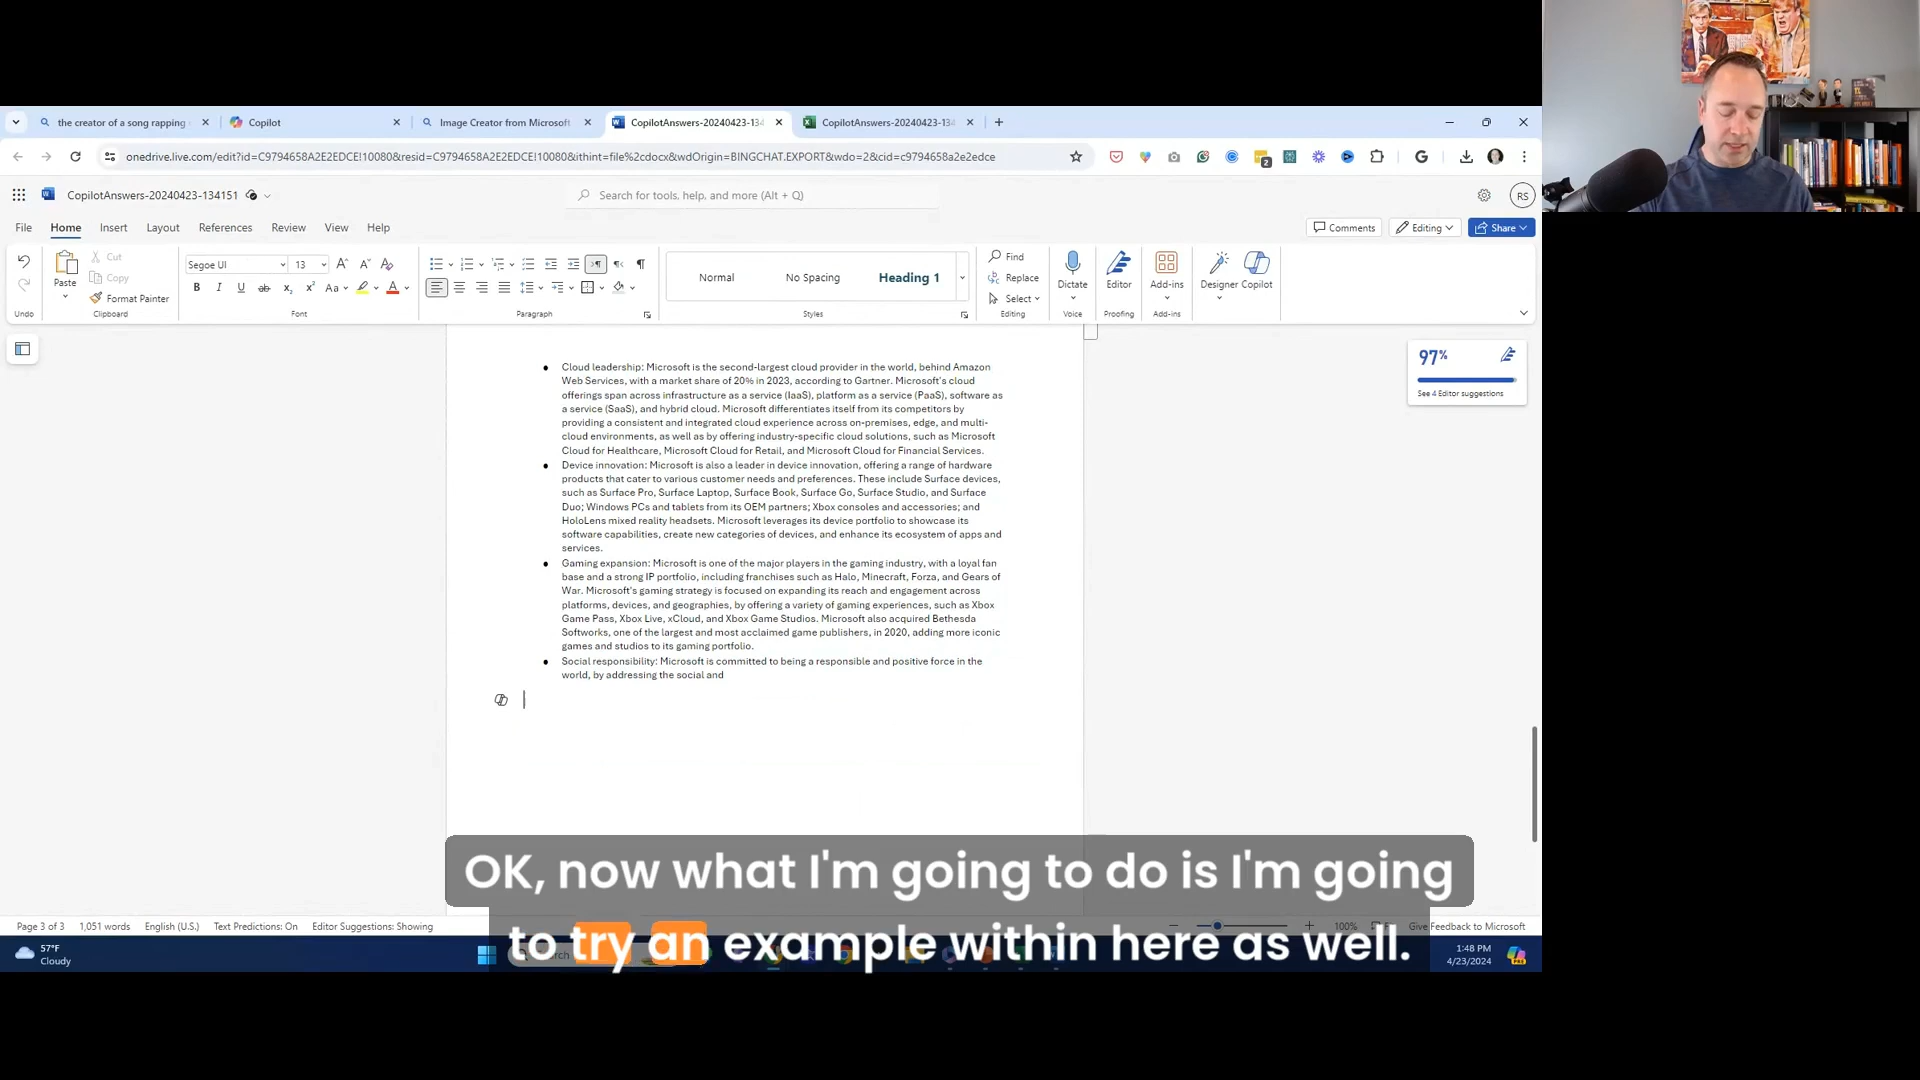 the creator of a song rapping
Copilot
Image Creator from Microsoft
CopilotAnswers-20240423-134
CopilotAnswers-20240423-134
onedrive.live.com/edit?id=C9794658A2E2EDCE!10080&resid=C9794658A2E2EDCE!10080&ithint=file%2cdocx&wdOrigin=BINGCHAT.EXPORT&wdo=2&cid=c9794658a2e2edce
2
CopilotAnswers-20240423-134151
Search for tools, help, and more (Alt + Q)
RS
File Home Insert Layout References Review View Help
Comments Editing Share
Paste
Cut
Copy
Format Painter
Segoe UI 13
Normal No Spacing Heading 1
Find
Replace
Select
Dictate Editor Add-ins Designer Copilot
Undo Clipboard Font Paragraph Styles Editing Voice Proofing Add-ins
97%
See 4 Editor suggestions
Cloud leadership: Microsoft is the second-largest cloud provider in the world, behind Amazon
Web Services, with a market share of 20% in 2023, according to Gartner. Microsoft's cloud
offerings span across infrastructure as a service (IaaS), platform as a service (PaaS), software as
a service (SaaS), and hybrid cloud. Microsoft differentiates itself from its competitors by
providing a consistent and integrated cloud experience across on-premises, edge, and multi-
cloud environments, as well as by offering industry-specific cloud solutions, such as Microsoft
Cloud for Healthcare, Microsoft Cloud for Retail, and Microsoft Cloud for Financial Services.
Device innovation: Microsoft is also a leader in device innovation, offering a range of hardware
products that cater to various customer needs and preferences. These include Surface devices,
such as Surface Pro, Surface Laptop, Surface Book, Surface Go, Surface Studio, and Surface
Duo; Windows PCs and tablets from its OEM partners; Xbox consoles and accessories; and
HoloLens mixed reality headsets. Microsoft leverages its device portfolio to showcase its
software capabilities, create new categories of devices, and enhance its ecosystem of apps and
services.
Gaming expansion: Microsoft is one of the major players in the gaming industry, with a loyal fan
base and a strong IP portfolio, including franchises such as Halo, Minecraft, Forza, and Gears of
War. Microsoft's gaming strategy is focused on expanding its reach and engagement across
platforms, devices, and geographies, by offering a variety of gaming experiences, such as Xbox
Game Pass, Xbox Live, xCloud, and Xbox Game Studios. Microsoft also acquired Bethesda
Softworks, one of the largest and most acclaimed game publishers, in 2020, adding more iconic
games and studios to its gaming portfolio.
Social responsibility: Microsoft is committed to being a responsible and positive force in the
world, by addressing the social and
OK, now what I'm going to do is I'm going
to try an example within here as well.
Page 3 of 3 1,051 words English (U.S.) Text Predictions: On Editor Suggestions: Showing
100% Give Feedback to Microsoft
57°F
Cloudy
1:48 PM
4/23/2024